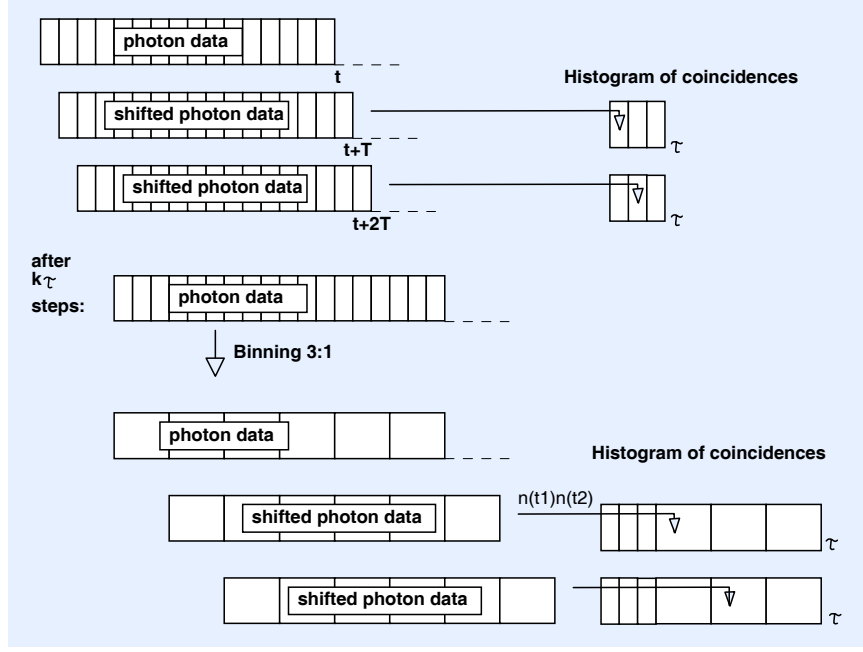 photon data
t
Histogram of coincidences
shifted photon data
t+T
τ
shifted photon data
t+2T
τ
after
kτ
steps:
photon data
Binning 3:1
photon data
Histogram of coincidences
n(t1)n(t2)
shifted photon data
τ
shifted photon data
τ